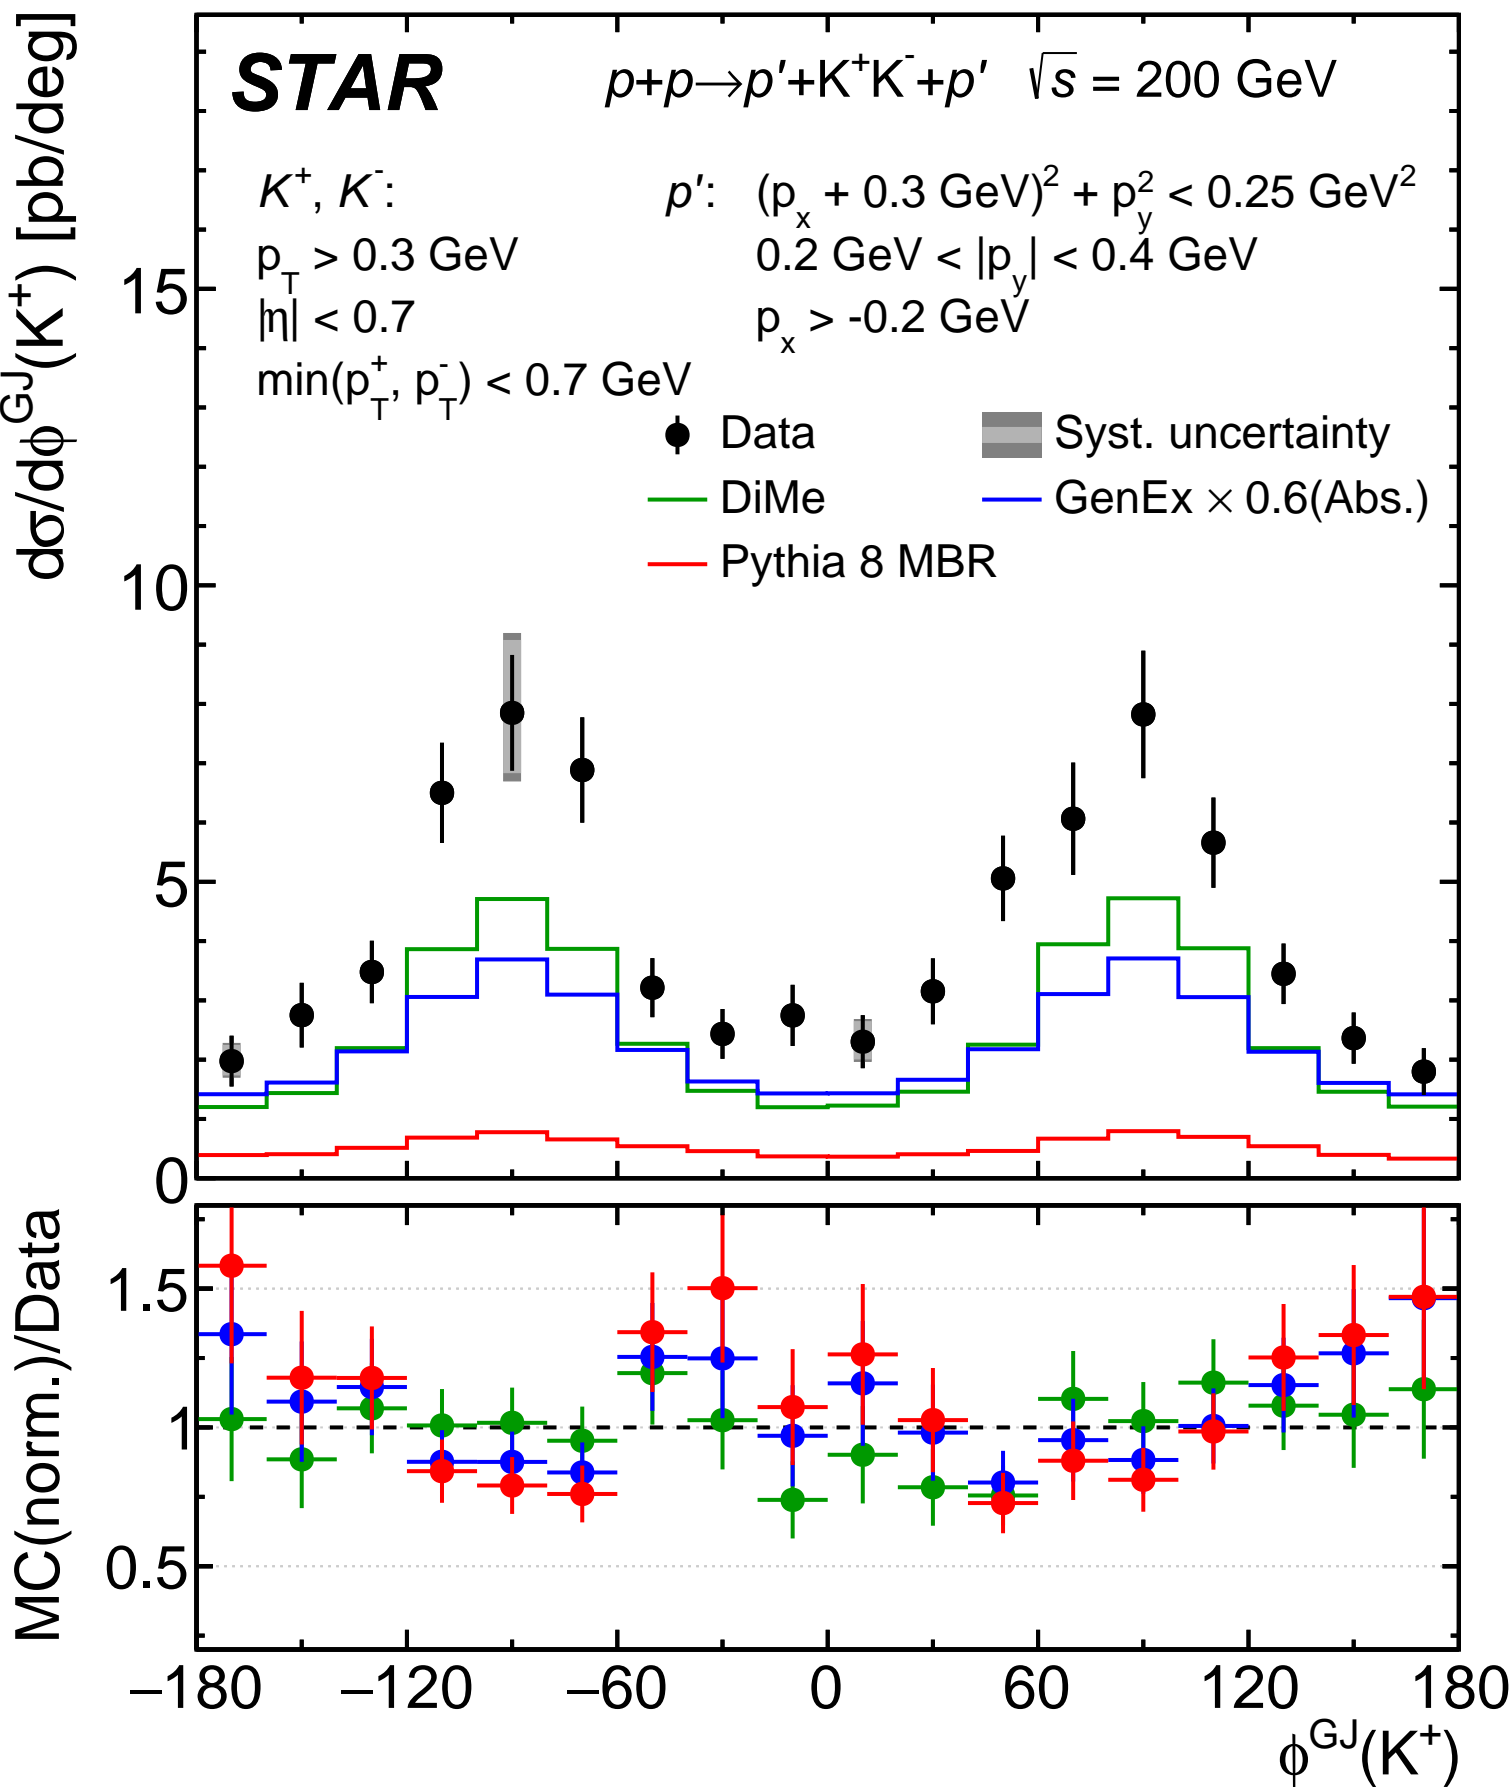 STAR p+p→p′+K⁺K⁻+p′ √s = 200 GeV
K⁺, K⁻: p′: (pₓ + 0.3 GeV)² + p_y² < 0.25 GeV²
p_T > 0.3 GeV 0.2 GeV < |p_y| < 0.4 GeV
|η| < 0.7 pₓ > -0.2 GeV
min(p_T⁺, p_T⁻) < 0.7 GeV
Data Syst. uncertainty
DiMe GenEx × 0.6(Abs.)
Pythia 8 MBR
dσ/dϕ^GJ(K⁺) [pb/deg]
15
10
5
0
MC(norm.)/Data
1.5
1
0.5
−180 −120 −60 0 60 120 180
ϕ^GJ(K⁺)